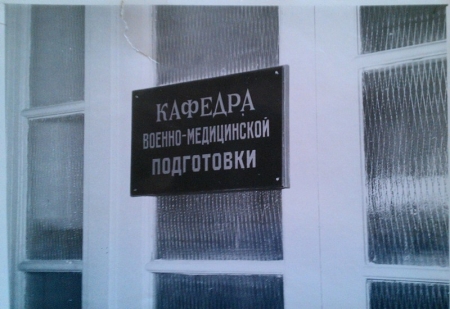 КАФЕДРА
ВОЕННО-МЕДИЦИНСКОЙ
ПОДГОТОВКИ